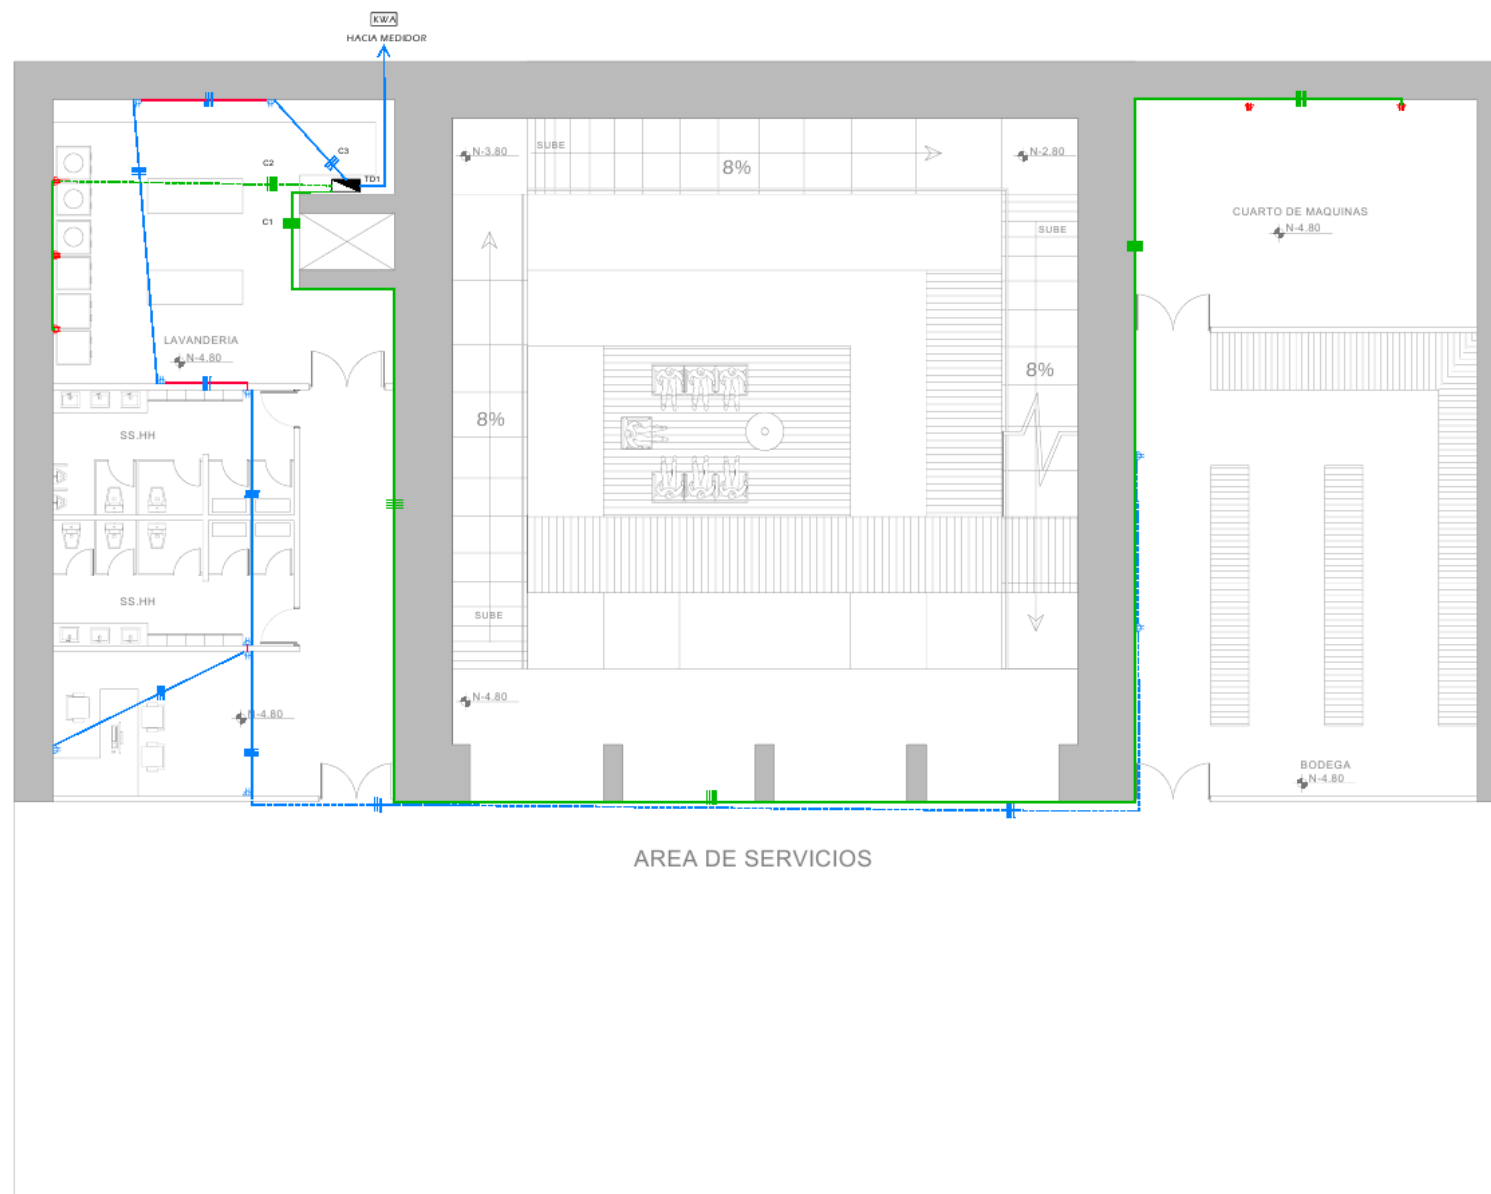 KWA
HACIA MEDIDOR
C3
C2
TD1
C1
N-3.80
SUBE
8%
N-2.80
SUBE
CUARTO DE MAQUINAS
N-4.80
LAVANDERIA
N-4.80
8%
8%
SS.HH
SS.HH
SUBE
N-4.80
N-4.80
BODEGA
N-4.80
AREA DE SERVICIOS